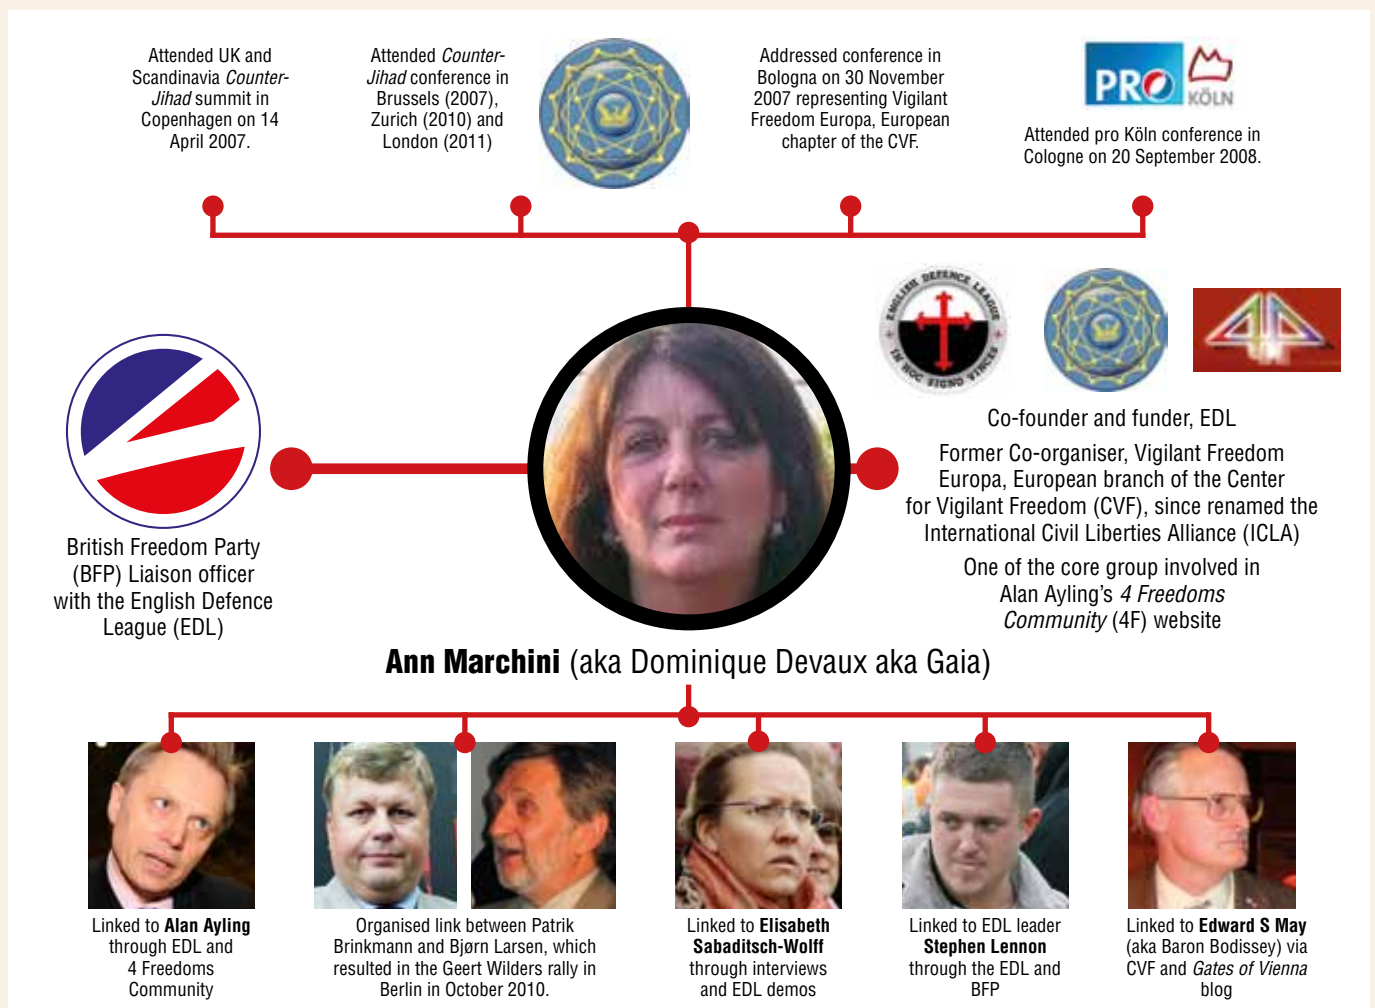 Attended UK and
Scandinavia Counter-
Jihad summit in
Copenhagen on 14
April 2007.
Attended Counter-
Jihad conference in
Brussels (2007),
Zurich (2010) and
London (2011)
Addressed conference in
Bologna on 30 November
2007 representing Vigilant
Freedom Europa, European
chapter of the CVF.
PRO
KÖLN
Attended pro Köln conference in
Cologne on 20 September 2008.
ENGLISH DEFENCE LEAGUE
IN HOC SIGNO VINCES
Co-founder and funder, EDL
Former Co-organiser, Vigilant Freedom
Europa, European branch of the Center
for Vigilant Freedom (CVF), since renamed the
International Civil Liberties Alliance (ICLA)
One of the core group involved in
Alan Ayling's 4 Freedoms
Community (4F) website
British Freedom Party
(BFP) Liaison officer
with the English Defence
League (EDL)
Ann Marchini (aka Dominique Devaux aka Gaia)
Linked to Alan Ayling
through EDL and
4 Freedoms
Community
Organised link between Patrik
Brinkmann and Bjørn Larsen, which
resulted in the Geert Wilders rally in
Berlin in October 2010.
Linked to Elisabeth
Sabaditsch-Wolff
through interviews
and EDL demos
Linked to EDL leader
Stephen Lennon
through the EDL and
BFP
Linked to Edward S May
(aka Baron Bodissey) via
CVF and Gates of Vienna
blog